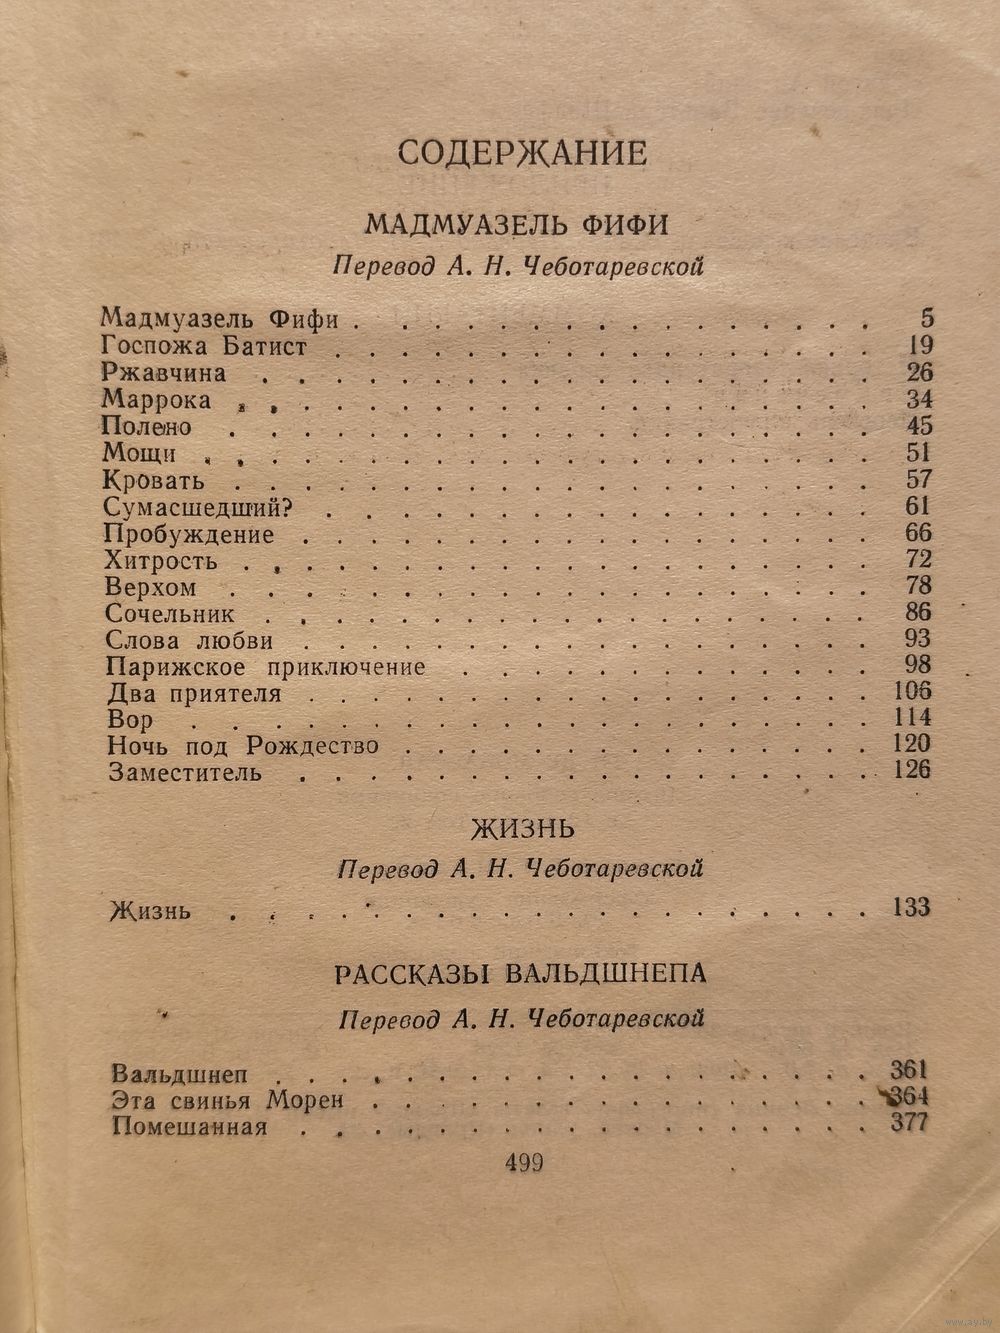 СОДЕРЖАНИЕ
МАДМУАЗЕЛЬ ФИФИ
Перевод А. Н. Чеботаревской
Мадмуазель Фифи . . . . . . . . . . . . . . . . 5
Госпожа Батист . . . . . . . . . . . . . . . . . 19
Ржавчина . . . . . . . . . . . . . . . . . . . 26
Маррока . . . . . . . . . . . . . . . . . . . . 34
Полено . . . . . . . . . . . . . . . . . . . . 45
Мощи . . . . . . . . . . . . . . . . . . . . . 51
Кровать . . . . . . . . . . . . . . . . . . . . 57
Сумасшедший? . . . . . . . . . . . . . . . . . 61
Пробуждение . . . . . . . . . . . . . . . . . . 66
Хитрость . . . . . . . . . . . . . . . . . . . . 72
Верхом . . . . . . . . . . . . . . . . . . . . 78
Сочельник . . . . . . . . . . . . . . . . . . . 86
Слова любви . . . . . . . . . . . . . . . . . . 93
Парижское приключение . . . . . . . . . . . . . 98
Два приятеля . . . . . . . . . . . . . . . . . . 106
Вор . . . . . . . . . . . . . . . . . . . . . . 114
Ночь под Рождество . . . . . . . . . . . . . . . 120
Заместитель . . . . . . . . . . . . . . . . . . 126
ЖИЗНЬ
Перевод А. Н. Чеботаревской
Жизнь . . . . . . . . . . . . . . . . . . . . 133
РАССКАЗЫ ВАЛЬДШНЕПА
Перевод А. Н. Чеботаревской
Вальдшнеп . . . . . . . . . . . . . . . . . . . 361
Эта свинья Морен . . . . . . . . . . . . . . . . 364
Помешанная . . . . . . . . . . . . . . . . . . 377
499
www.ay.by